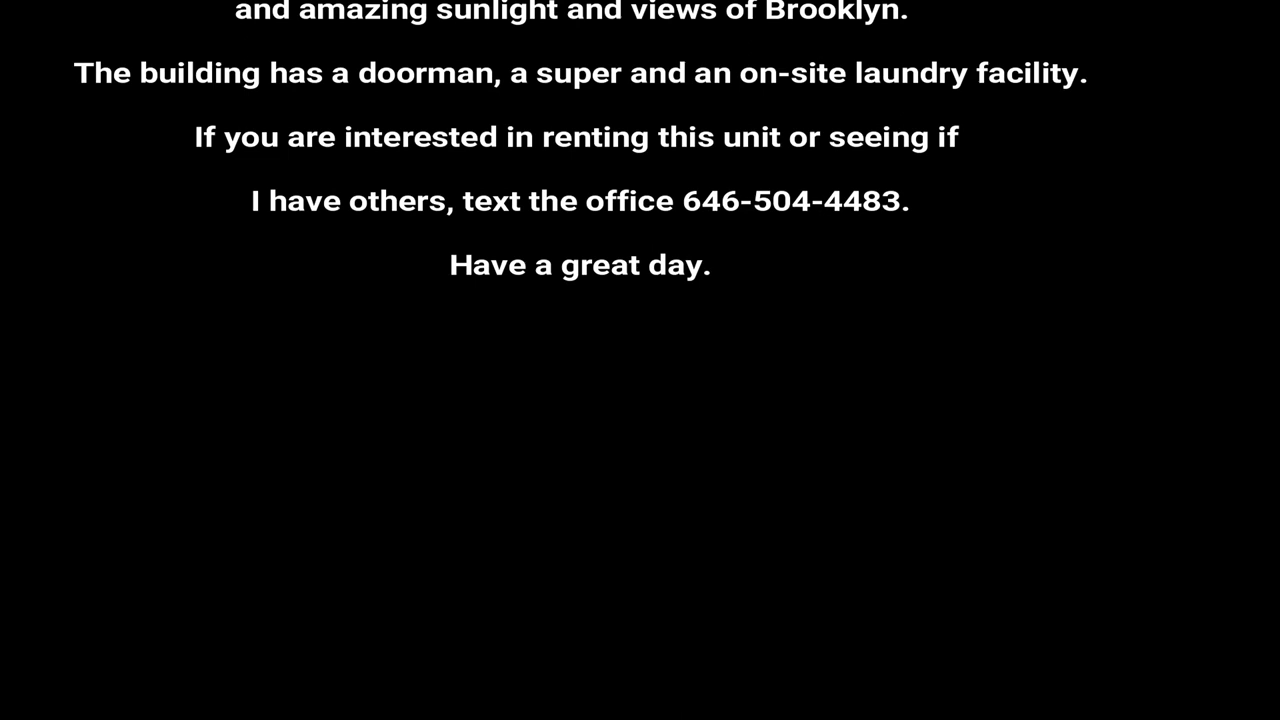 and amazing sunlight and views of Brooklyn.
The building has a doorman, a super and an on-site laundry facility.
If you are interested in renting this unit or seeing if
I have others, text the office 646-504-4483.
Have a great day.